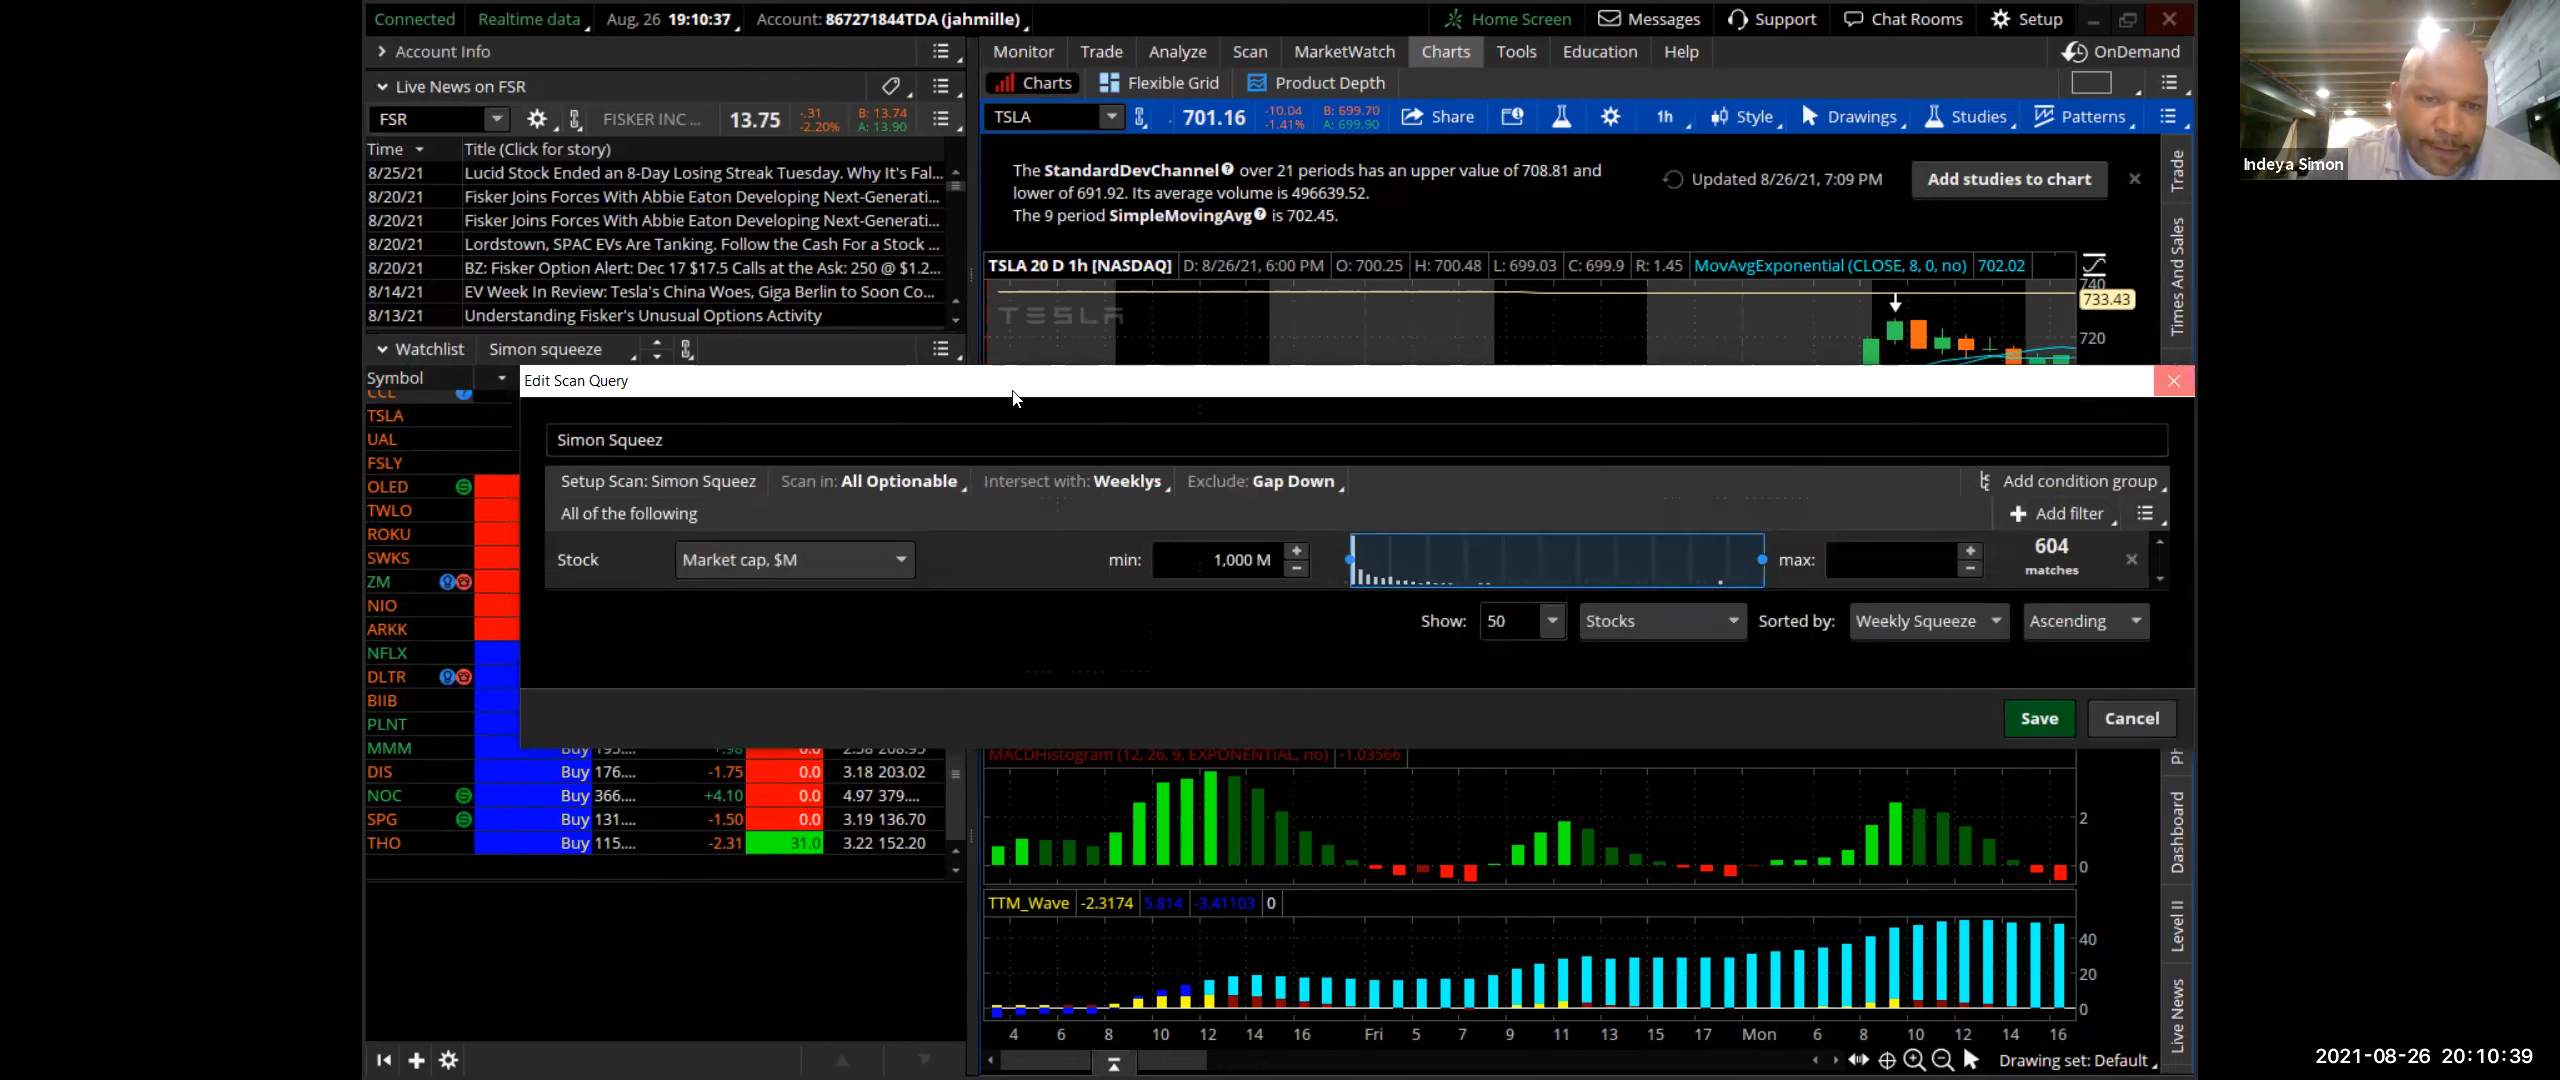 Connected Realtime data Aug, 26 19:10:37 Account: 867271844TDA (jahmille) Home Screen Messages Support Chat Rooms Setup
Account Info
Monitor Trade Analyze Scan MarketWatch Charts Tools Education Help OnDemand
Live News on FSR
Charts Flexible Grid Product Depth
FSR FISKER INC ... 13.75 -.31 -2.20% B: 13.74 A: 13.90
TSLA 701.16 -10.04 -1.41% B: 699.70 A: 699.90 Share 1h Style Drawings Studies Patterns
Time Title (Click for story)
8/25/21 Lucid Stock Ended an 8-Day Losing Streak Tuesday. Why It's Fal...
8/20/21 Fisker Joins Forces With Abbie Eaton Developing Next-Generati...
8/20/21 Fisker Joins Forces With Abbie Eaton Developing Next-Generati...
8/20/21 Lordstown, SPAC EVs Are Tanking. Follow the Cash For a Stock ...
8/20/21 BZ: Fisker Option Alert: Dec 17 $17.5 Calls at the Ask: 250 @ $1.2...
8/14/21 EV Week In Review: Tesla's China Woes, Giga Berlin to Soon Co...
8/13/21 Understanding Fisker's Unusual Options Activity
The StandardDevChannel over 21 periods has an upper value of 708.81 and
lower of 691.92. Its average volume is 496639.52.
The 9 period SimpleMovingAvg is 702.45.
Updated 8/26/21, 7:09 PM Add studies to chart
TSLA 20 D 1h [NASDAQ] D: 8/26/21, 6:00 PM O: 700.25 H: 700.48 L: 699.03 C: 699.9 R: 1.45 MovAvgExponential (CLOSE, 8, 0, no) 702.02
TESLA
740
733.43
720
Trade
Times And Sales
Watchlist Simon squeeze
Symbol
CCL
TSLA
UAL
FSLY
OLED
TWLO
ROKU
SWKS
ZM
NIO
ARKK
NFLX
DLTR
BIIB
PLNT
MMM Buy 195.... +.98 0.0 2.58 208.95
DIS Buy 176.... -1.75 0.0 3.18 203.02
NOC Buy 366.... +4.10 0.0 4.97 379....
SPG Buy 131.... -1.50 0.0 3.19 136.70
THO Buy 115.... -2.31 31.0 3.22 152.20
Edit Scan Query
Simon Squeez
Setup Scan: Simon Squeez Scan in: All Optionable Intersect with: Weeklys Exclude: Gap Down Add condition group
All of the following Add filter
Stock Market cap, $M min: 1,000 M max: 604 matches
Show: 50 Stocks Sorted by: Weekly Squeeze Ascending
Save Cancel
MACDHistogram (12, 26, 9, EXPONENTIAL, no) -1.03566
2
0
TTM_Wave -2.3174 5.814 -3.41103 0
40
20
0
4 6 8 10 12 14 16 Fri 5 7 9 11 13 15 17 Mon 6 8 10 12 14 16
Drawing set: Default
Ph
Dashboard
Level II
Live News
Indeya Simon
2021-08-26 20:10:39